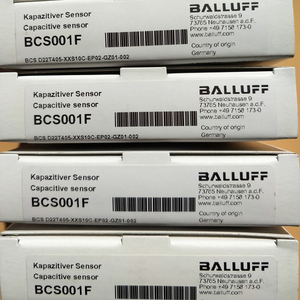 Kapazitiver Sensor
Capacitive sensor
BCS001F
BCS D22T405-XXS10C-EP02-GZ01-002
BALLUFF
Schurwaldstrasse 9
73765 Neuhausen a.d.F.
Phone +49 7158 173-0
www.balluff.com
Country of origin
Germany
Kapazitiver Sensor
Capacitive sensor
BCS001F
BCS D22T405-XXS10C-EP02-GZ01-002
BALLUFF
Schurwaldstrasse 9
73765 Neuhausen a.d.F.
Phone +49 7158 173-0
www.balluff.com
Country of origin
Germany
Kapazitiver Sensor
Capacitive sensor
BCS001F
BCS D22T405-XXS10C-EP02-GZ01-002
BALLUFF
Schurwaldstrasse 9
73765 Neuhausen a.d.F.
Phone +49 7158 173-0
www.balluff.com
Country of origin
Germany
Kapazitiver Sensor
Capacitive sensor
BCS001F
BALLUFF
Schurwaldstrasse 9
73765 Neuhausen a.d.F.
Phone +49 7158 173-0
www.balluff.com